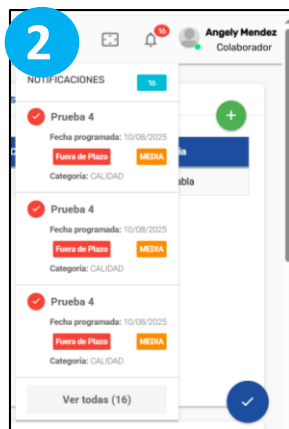 2
16
Angely Mendez
Colaborador
NOTIFICACIONES 16
Prueba 4
Fecha programada: 10/08/2025
Fuera de Plazo MEDIA
Categoría: CALIDAD
Prueba 4
Fecha programada: 10/08/2025
Fuera de Plazo MEDIA
Categoría: CALIDAD
Prueba 4
Fecha programada: 10/08/2025
Fuera de Plazo MEDIA
Categoría: CALIDAD
Ver todas (16)